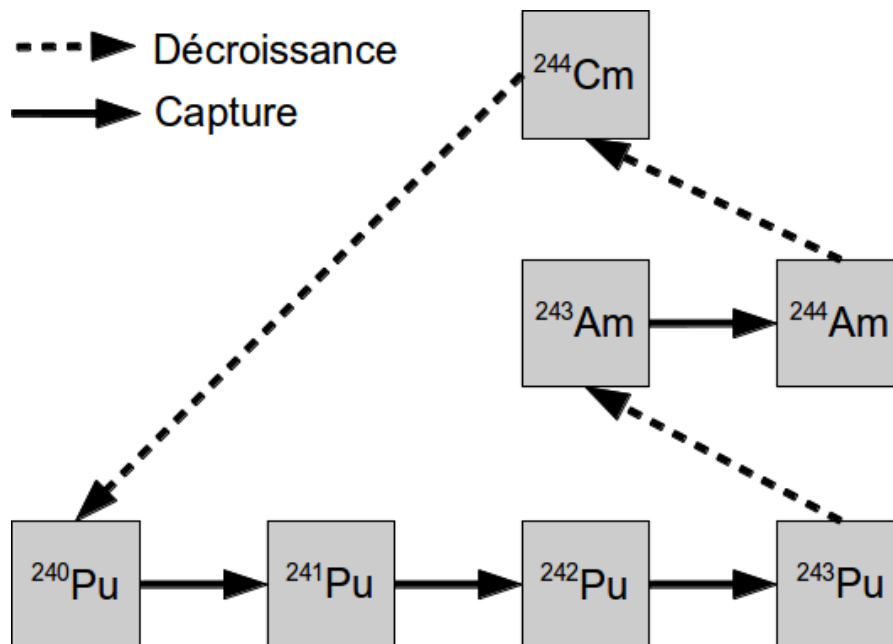 Décroissance
Capture
²⁴⁴Cm
²⁴³Am
²⁴⁴Am
²⁴⁰Pu
²⁴¹Pu
²⁴²Pu
²⁴³Pu